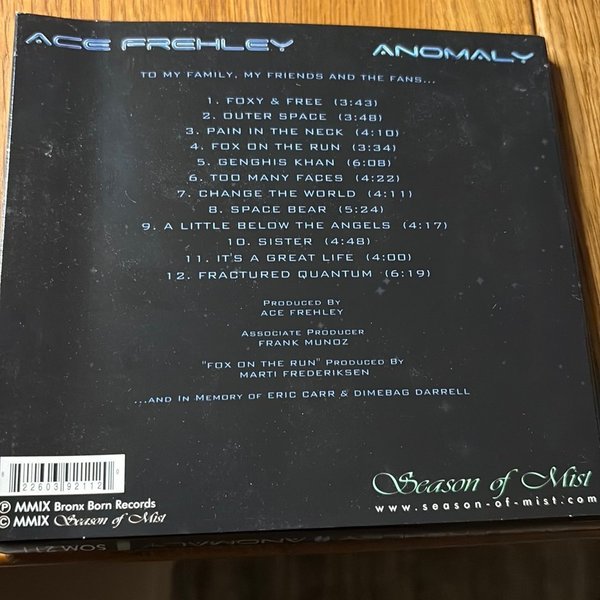 ACE FREHLEY ANOMALY
TO MY FAMILY, MY FRIENDS AND THE FANS...
1. FOXY & FREE (3:43)
2. OUTER SPACE (3:48)
3. PAIN IN THE NECK (4:10)
4. FOX ON THE RUN (3:34)
5. GENGHIS KHAN (6:08)
6. TOO MANY FACES (4:22)
7. CHANGE THE WORLD (4:11)
8. SPACE BEAR (5:24)
9. A LITTLE BELOW THE ANGELS (4:17)
10. SISTER (4:48)
11. IT'S A GREAT LIFE (4:00)
12. FRACTURED QUANTUM (6:19)
PRODUCED BY
ACE FREHLEY
ASSOCIATE PRODUCER
FRANK MUNOZ
"FOX ON THE RUN" PRODUCED BY
MARTI FREDERIKSEN
...AND IN MEMORY OF ERIC CARR & DIMEBAG DARRELL
22603 92112
Season of Mist
www.season-of-mist.com
Ⓟ MMIX Bronx Born Records
© MMIX Season of Mist
ANOMALY